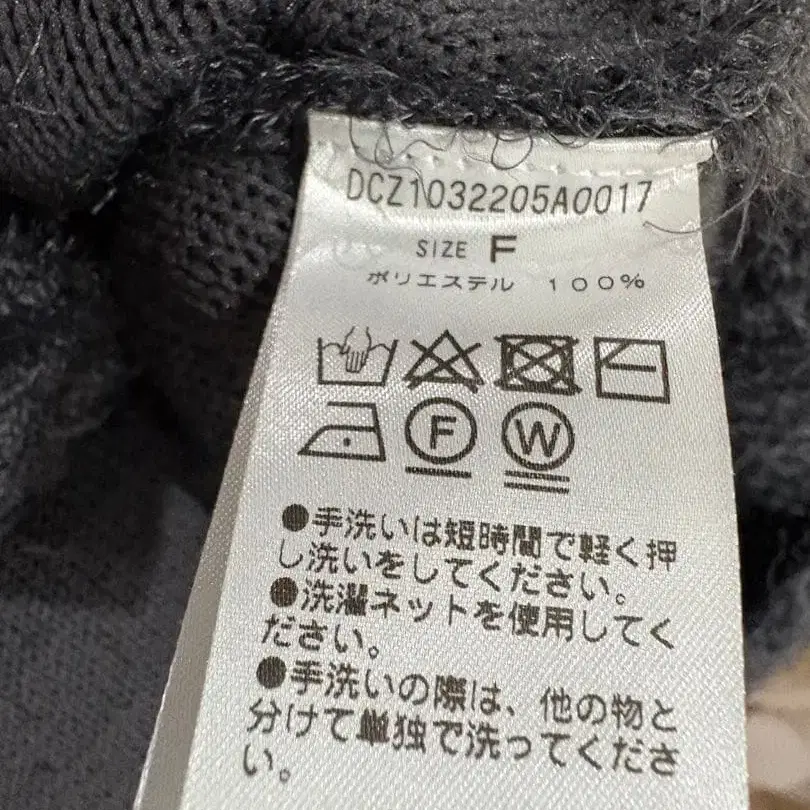 DCZ1032205A0017
SIZE F
ポリエステル 100%
F W
●手洗いは短時間で軽く押
し洗いをしてください。
●洗濯ネットを使用してく
ださい。
●手洗いの際は、他の物と
分けて単独で洗ってくださ
い。